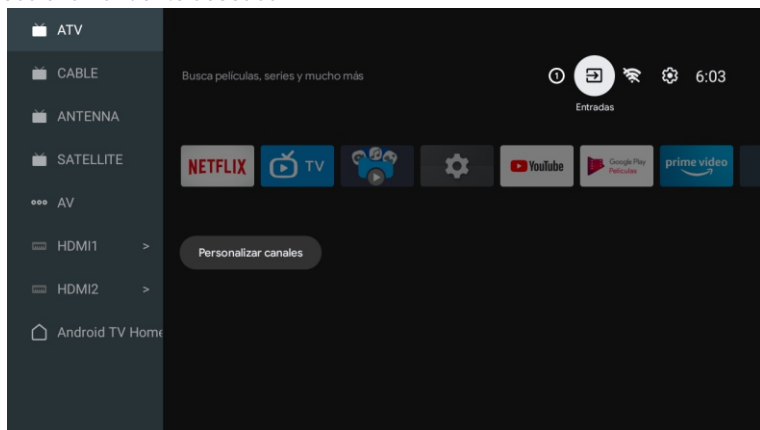 ATV
CABLE
ANTENNA
SATELLITE
AV
HDMI1 >
HDMI2 >
Android TV Home
Busca películas, series y mucho más
1
6:03
Entradas
NETFLIX
TV
YouTube
Google Play
Películas
prime video
Personalizar canales